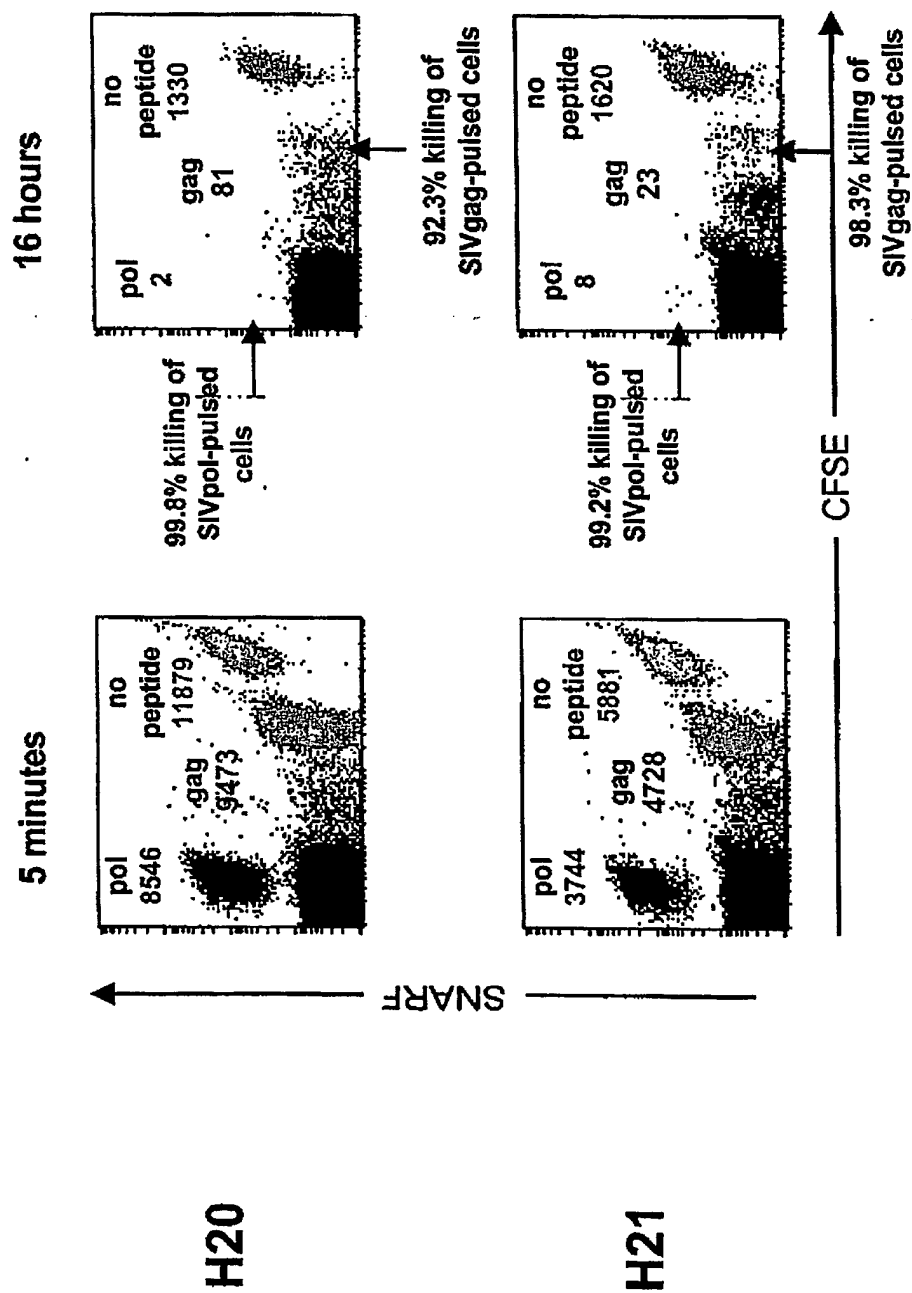 5 minutes
16 hours
H20
SNARF
pol
8546
gag
9473
no
peptide
11879
99.8% killing of
SIVpol-pulsed
cells
pol
2
gag
81
no
peptide
1330
92.3% killing of
SIVgag-pulsed cells
H21
pol
3744
gag
4728
no
peptide
5881
99.2% killing of
SIVpol-pulsed
cells
pol
8
gag
23
no
peptide
1620
98.3% killing of
SIVgag-pulsed cells
CFSE